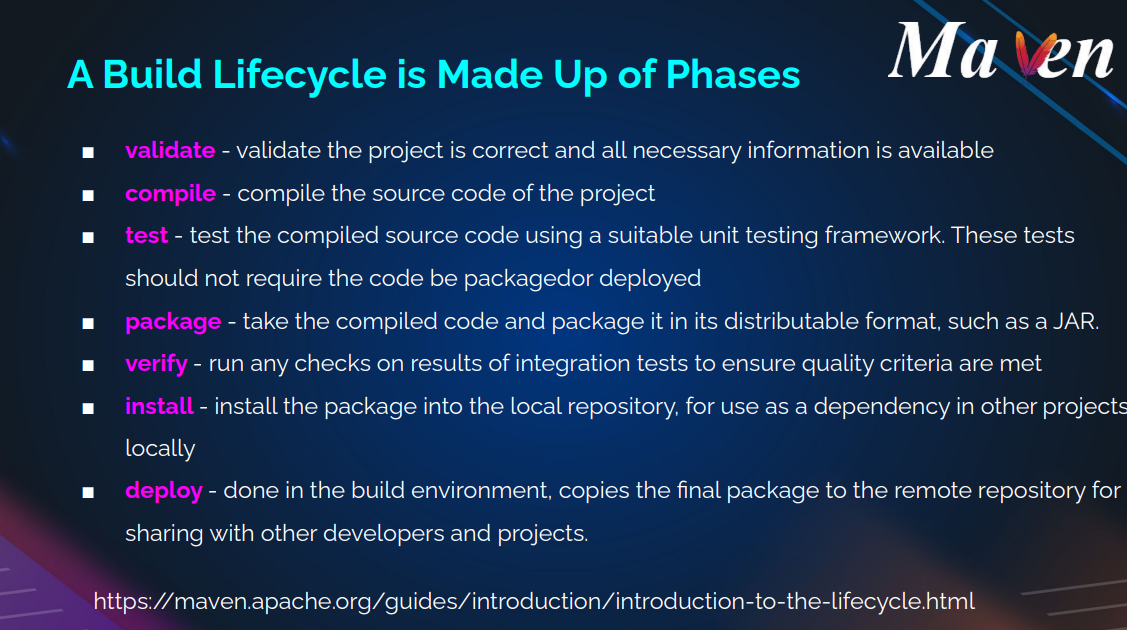 Maven
A Build Lifecycle is Made Up of Phases
▪ validate - validate the project is correct and all necessary information is available
▪ compile - compile the source code of the project
▪ test - test the compiled source code using a suitable unit testing framework. These tests
should not require the code be packagedor deployed
▪ package - take the compiled code and package it in its distributable format, such as a JAR.
▪ verify - run any checks on results of integration tests to ensure quality criteria are met
▪ install - install the package into the local repository, for use as a dependency in other projects
locally
▪ deploy - done in the build environment, copies the final package to the remote repository for
sharing with other developers and projects.
https://maven.apache.org/guides/introduction/introduction-to-the-lifecycle.html